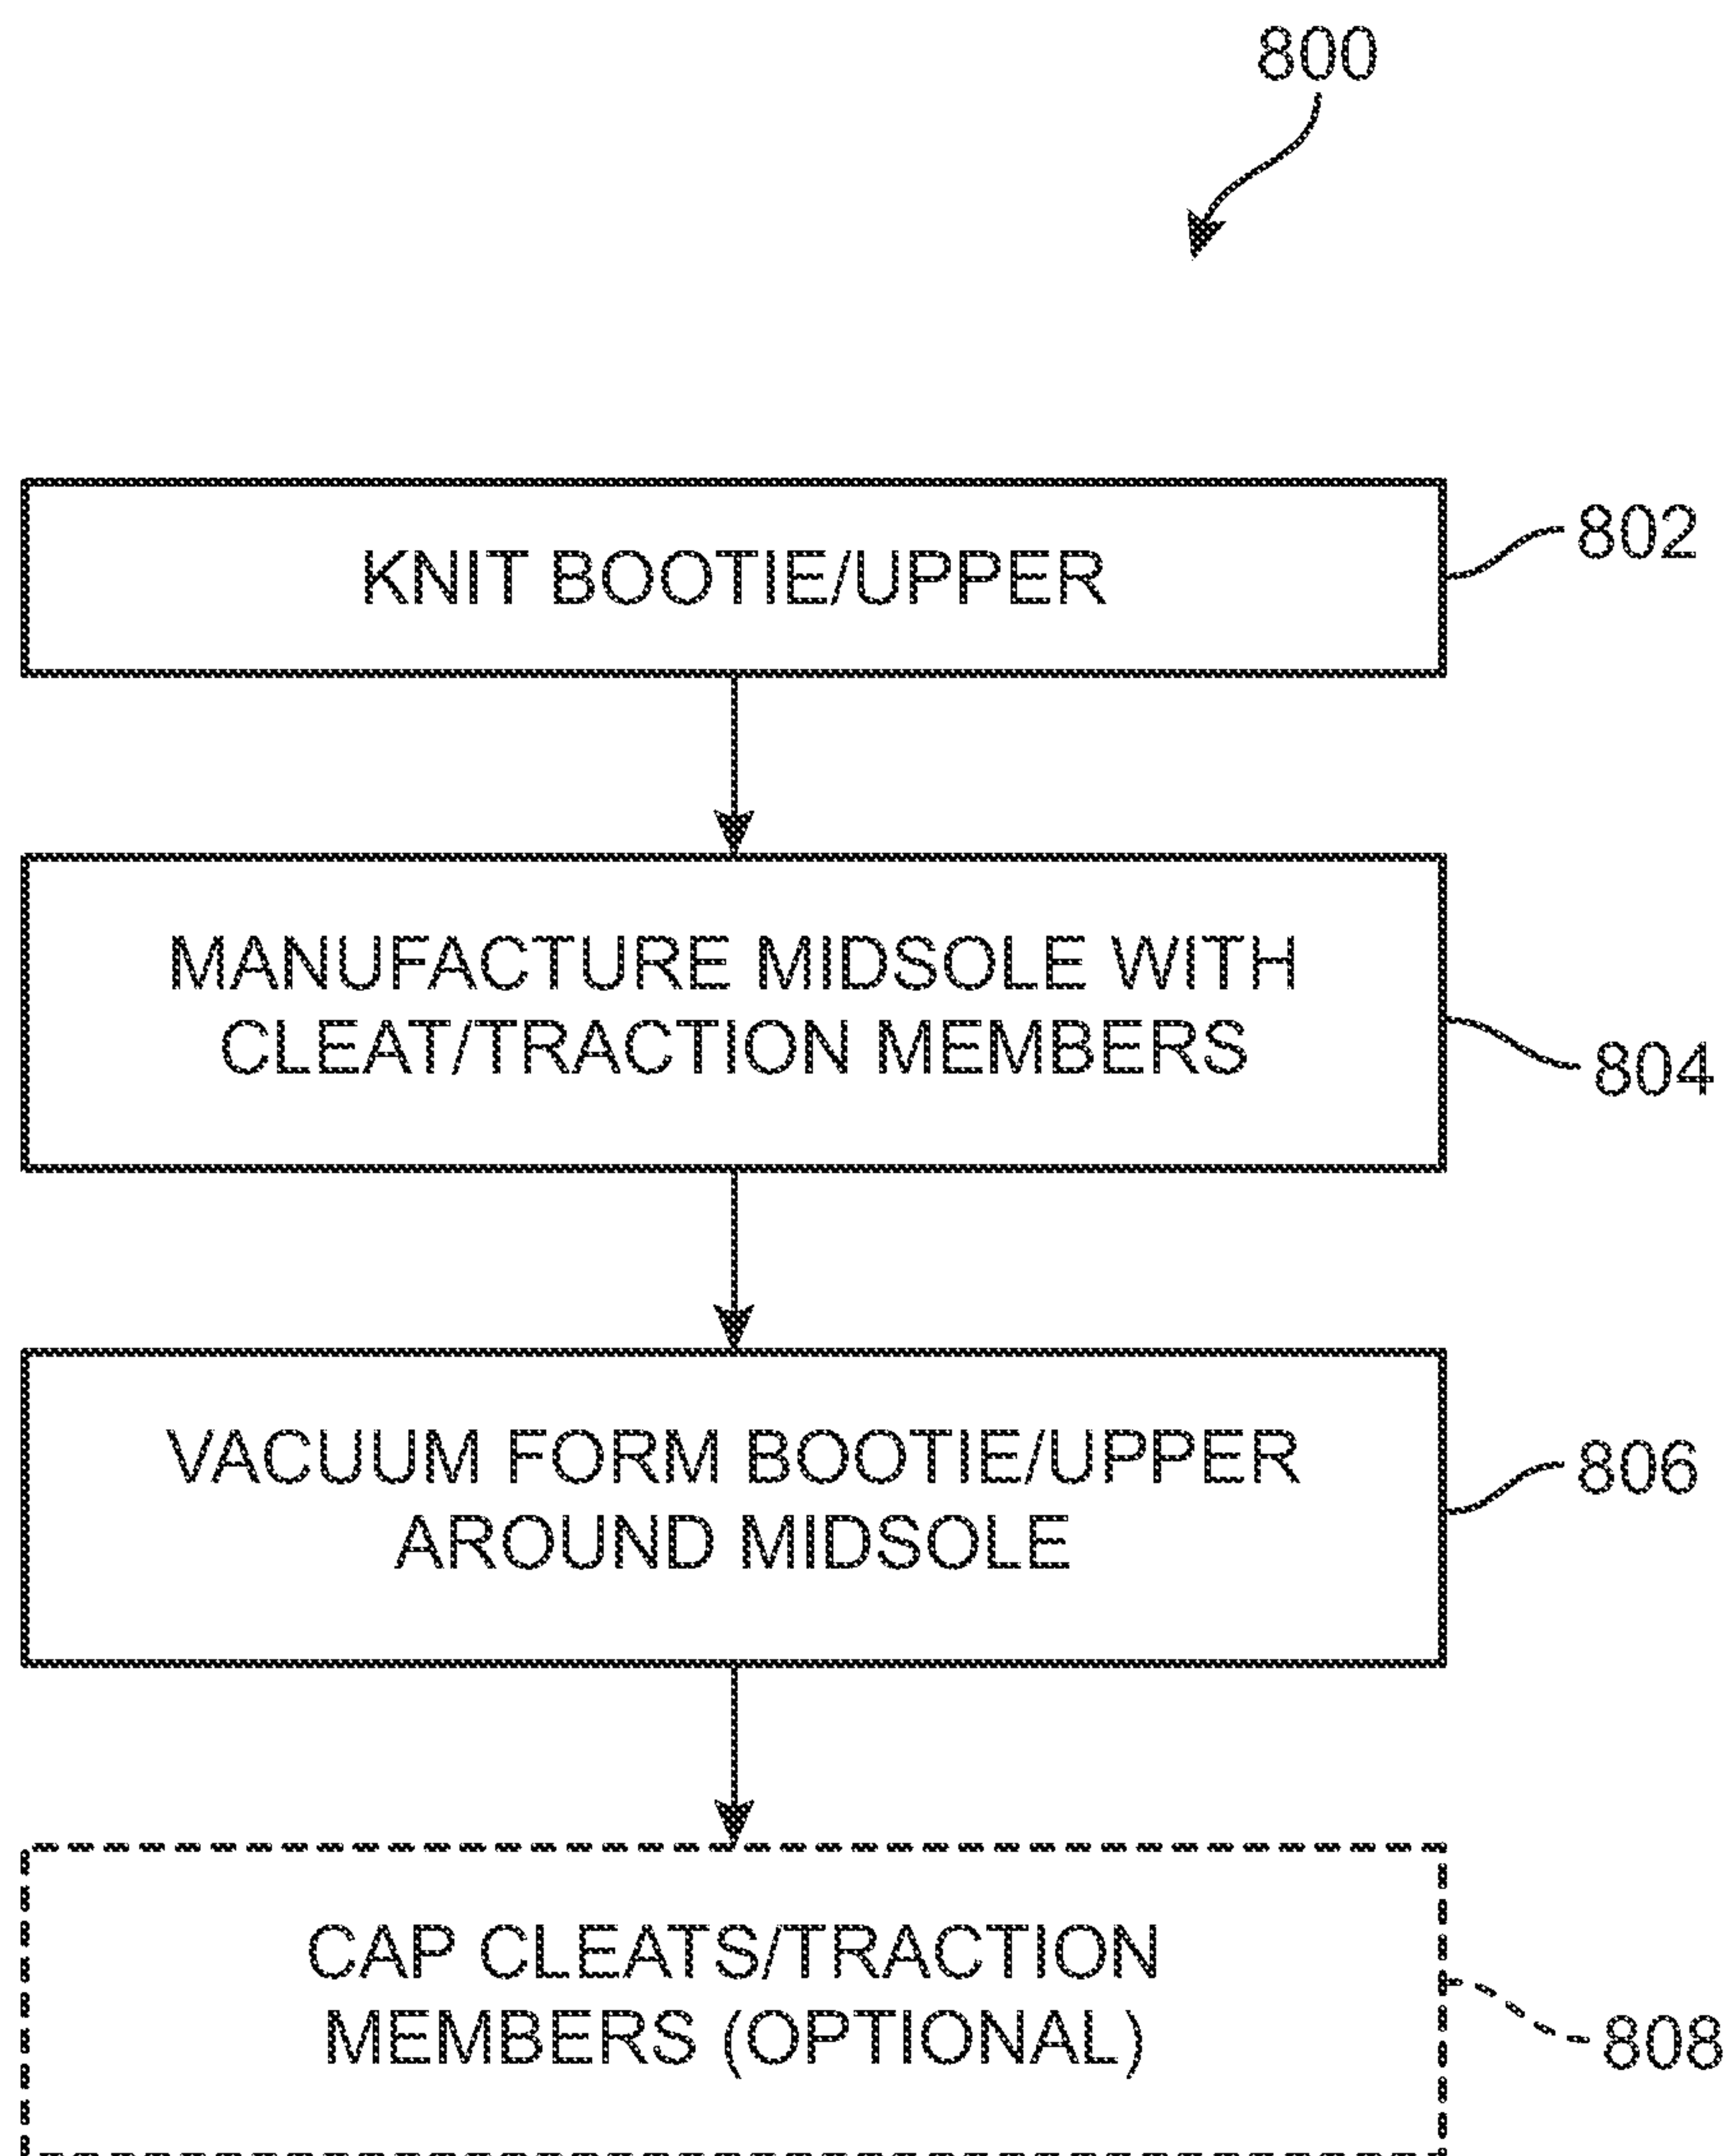 800
KNIT BOOTIE/UPPER
802
MANUFACTURE MIDSOLE WITH
CLEAT/TRACTION MEMBERS
804
VACUUM FORM BOOTIE/UPPER
AROUND MIDSOLE
806
CAP CLEATS/TRACTION
MEMBERS (OPTIONAL)
808